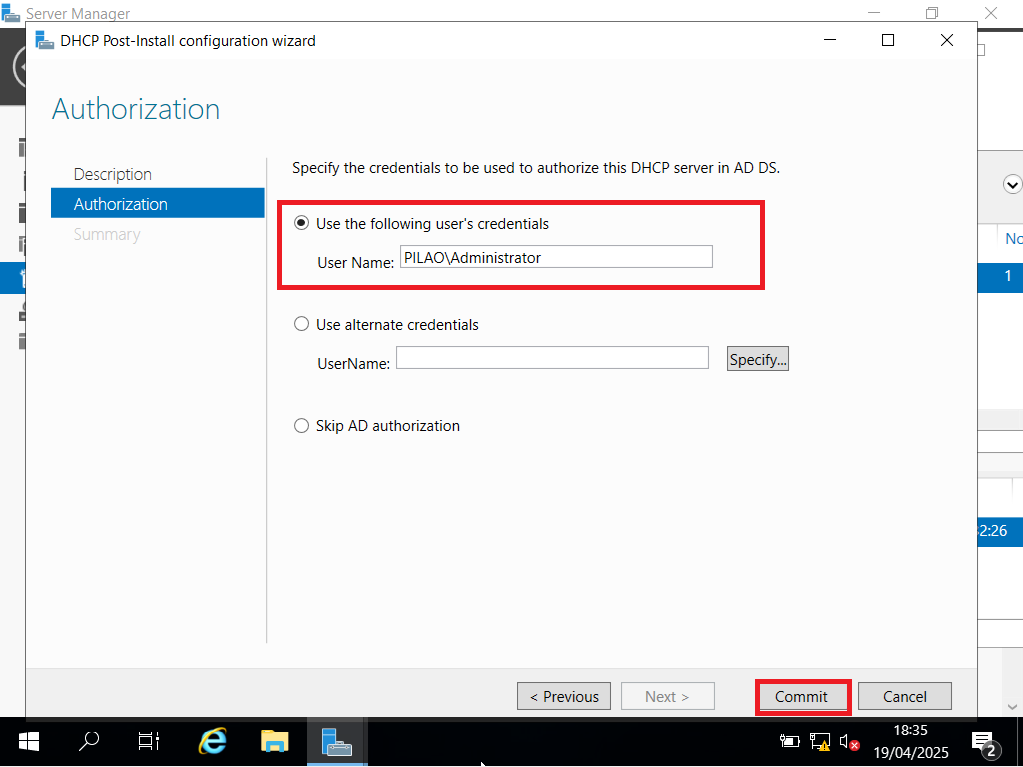 Server Manager
DHCP Post-Install configuration wizard
Authorization
Description
Authorization
Summary
Specify the credentials to be used to authorize this DHCP server in AD DS.
Use the following user's credentials
User Name: PILAO\Administrator
Use alternate credentials
UserName:
Specify...
Skip AD authorization
No
1
2:26
< Previous
Next >
Commit
Cancel
18:35
19/04/2025
2